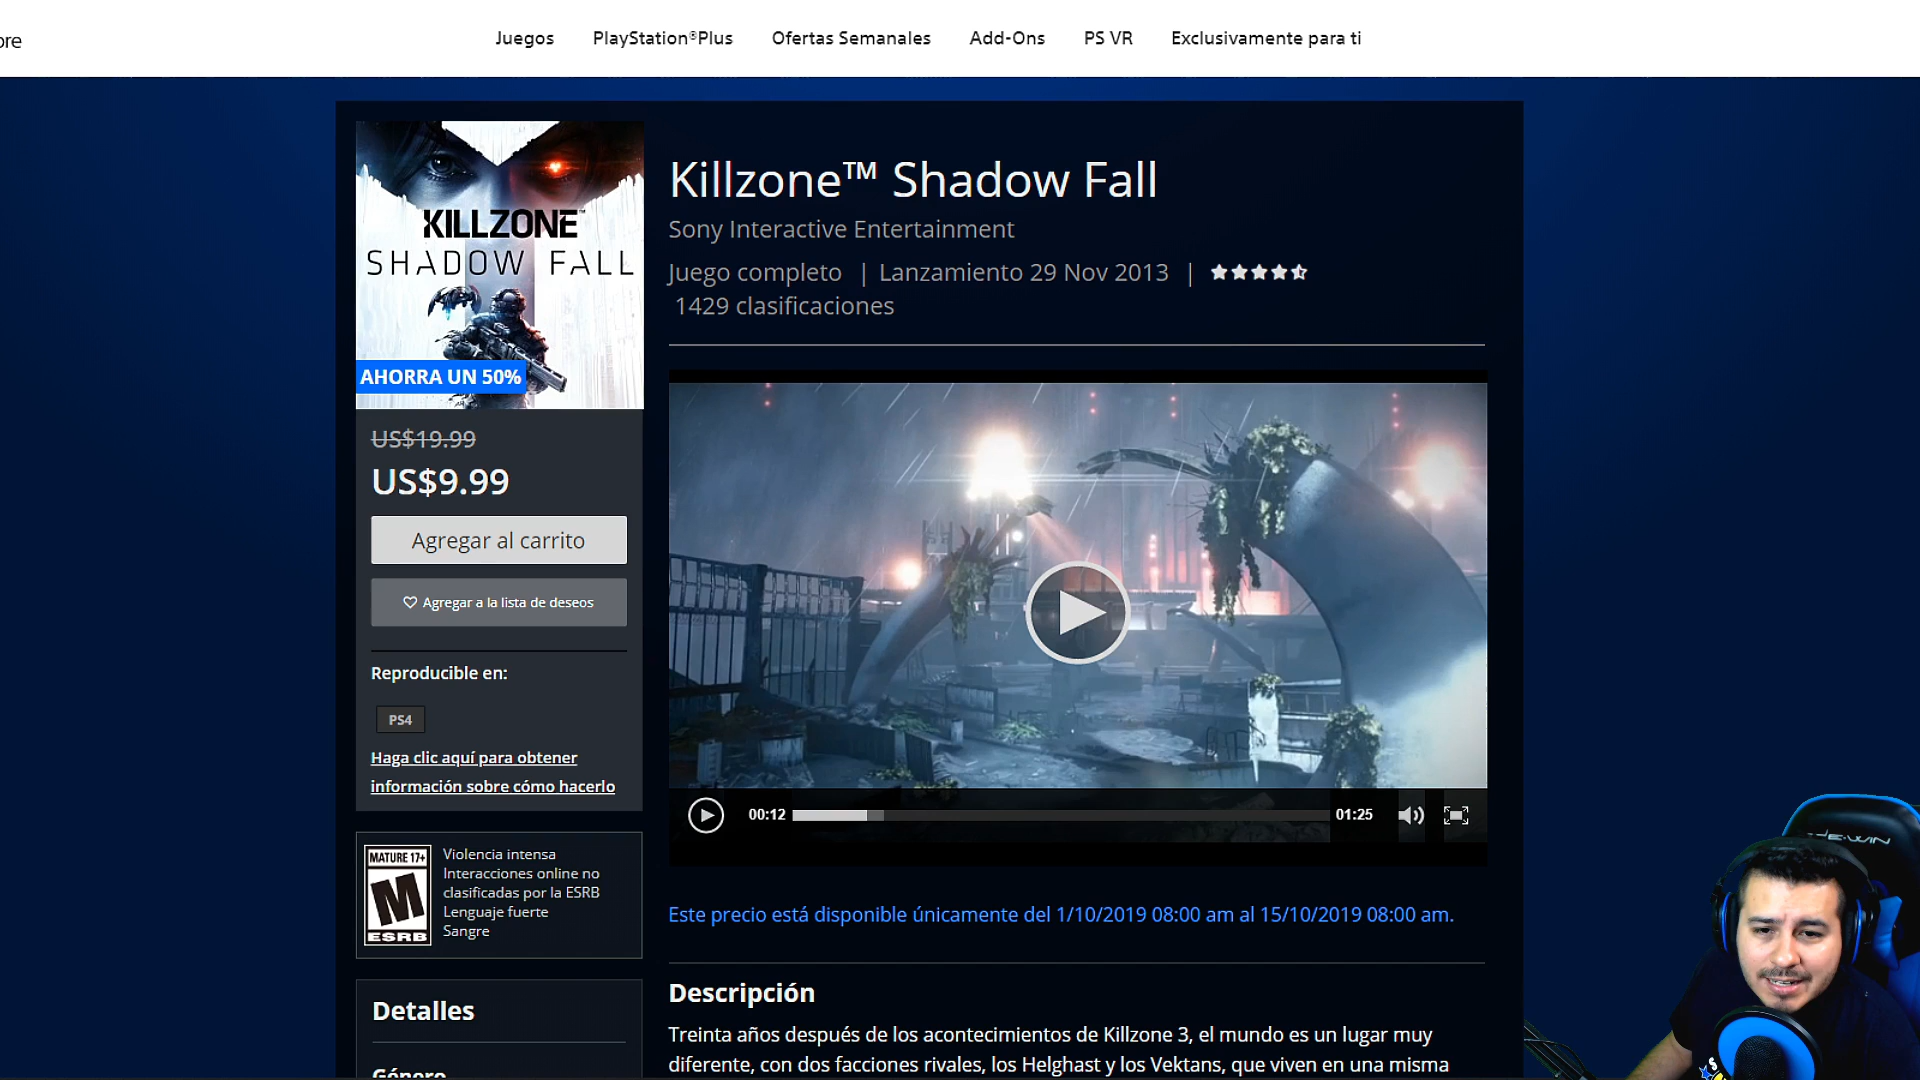 ore
Juegos PlayStation®Plus Ofertas Semanales Add-Ons PS VR Exclusivamente para ti
KILLZONE™
SHADOW FALL
AHORRA UN 50%
US$19.99
US$9.99
Agregar al carrito
Agregar a la lista de deseos
Reproducible en:
PS4
Haga clic aquí para obtener
información sobre cómo hacerlo
MATURE 17+
M
ESRB
Violencia intensa
Interacciones online no
clasificadas por la ESRB
Lenguaje fuerte
Sangre
Detalles
Género
Killzone™ Shadow Fall
Sony Interactive Entertainment
Juego completo | Lanzamiento 29 Nov 2013 |
1429 clasificaciones
00:12 01:25
Este precio está disponible únicamente del 1/10/2019 08:00 am al 15/10/2019 08:00 am.
Descripción
Treinta años después de los acontecimientos de Killzone 3, el mundo es un lugar muy
diferente, con dos facciones rivales, los Helghast y los Vektans, que viven en una misma